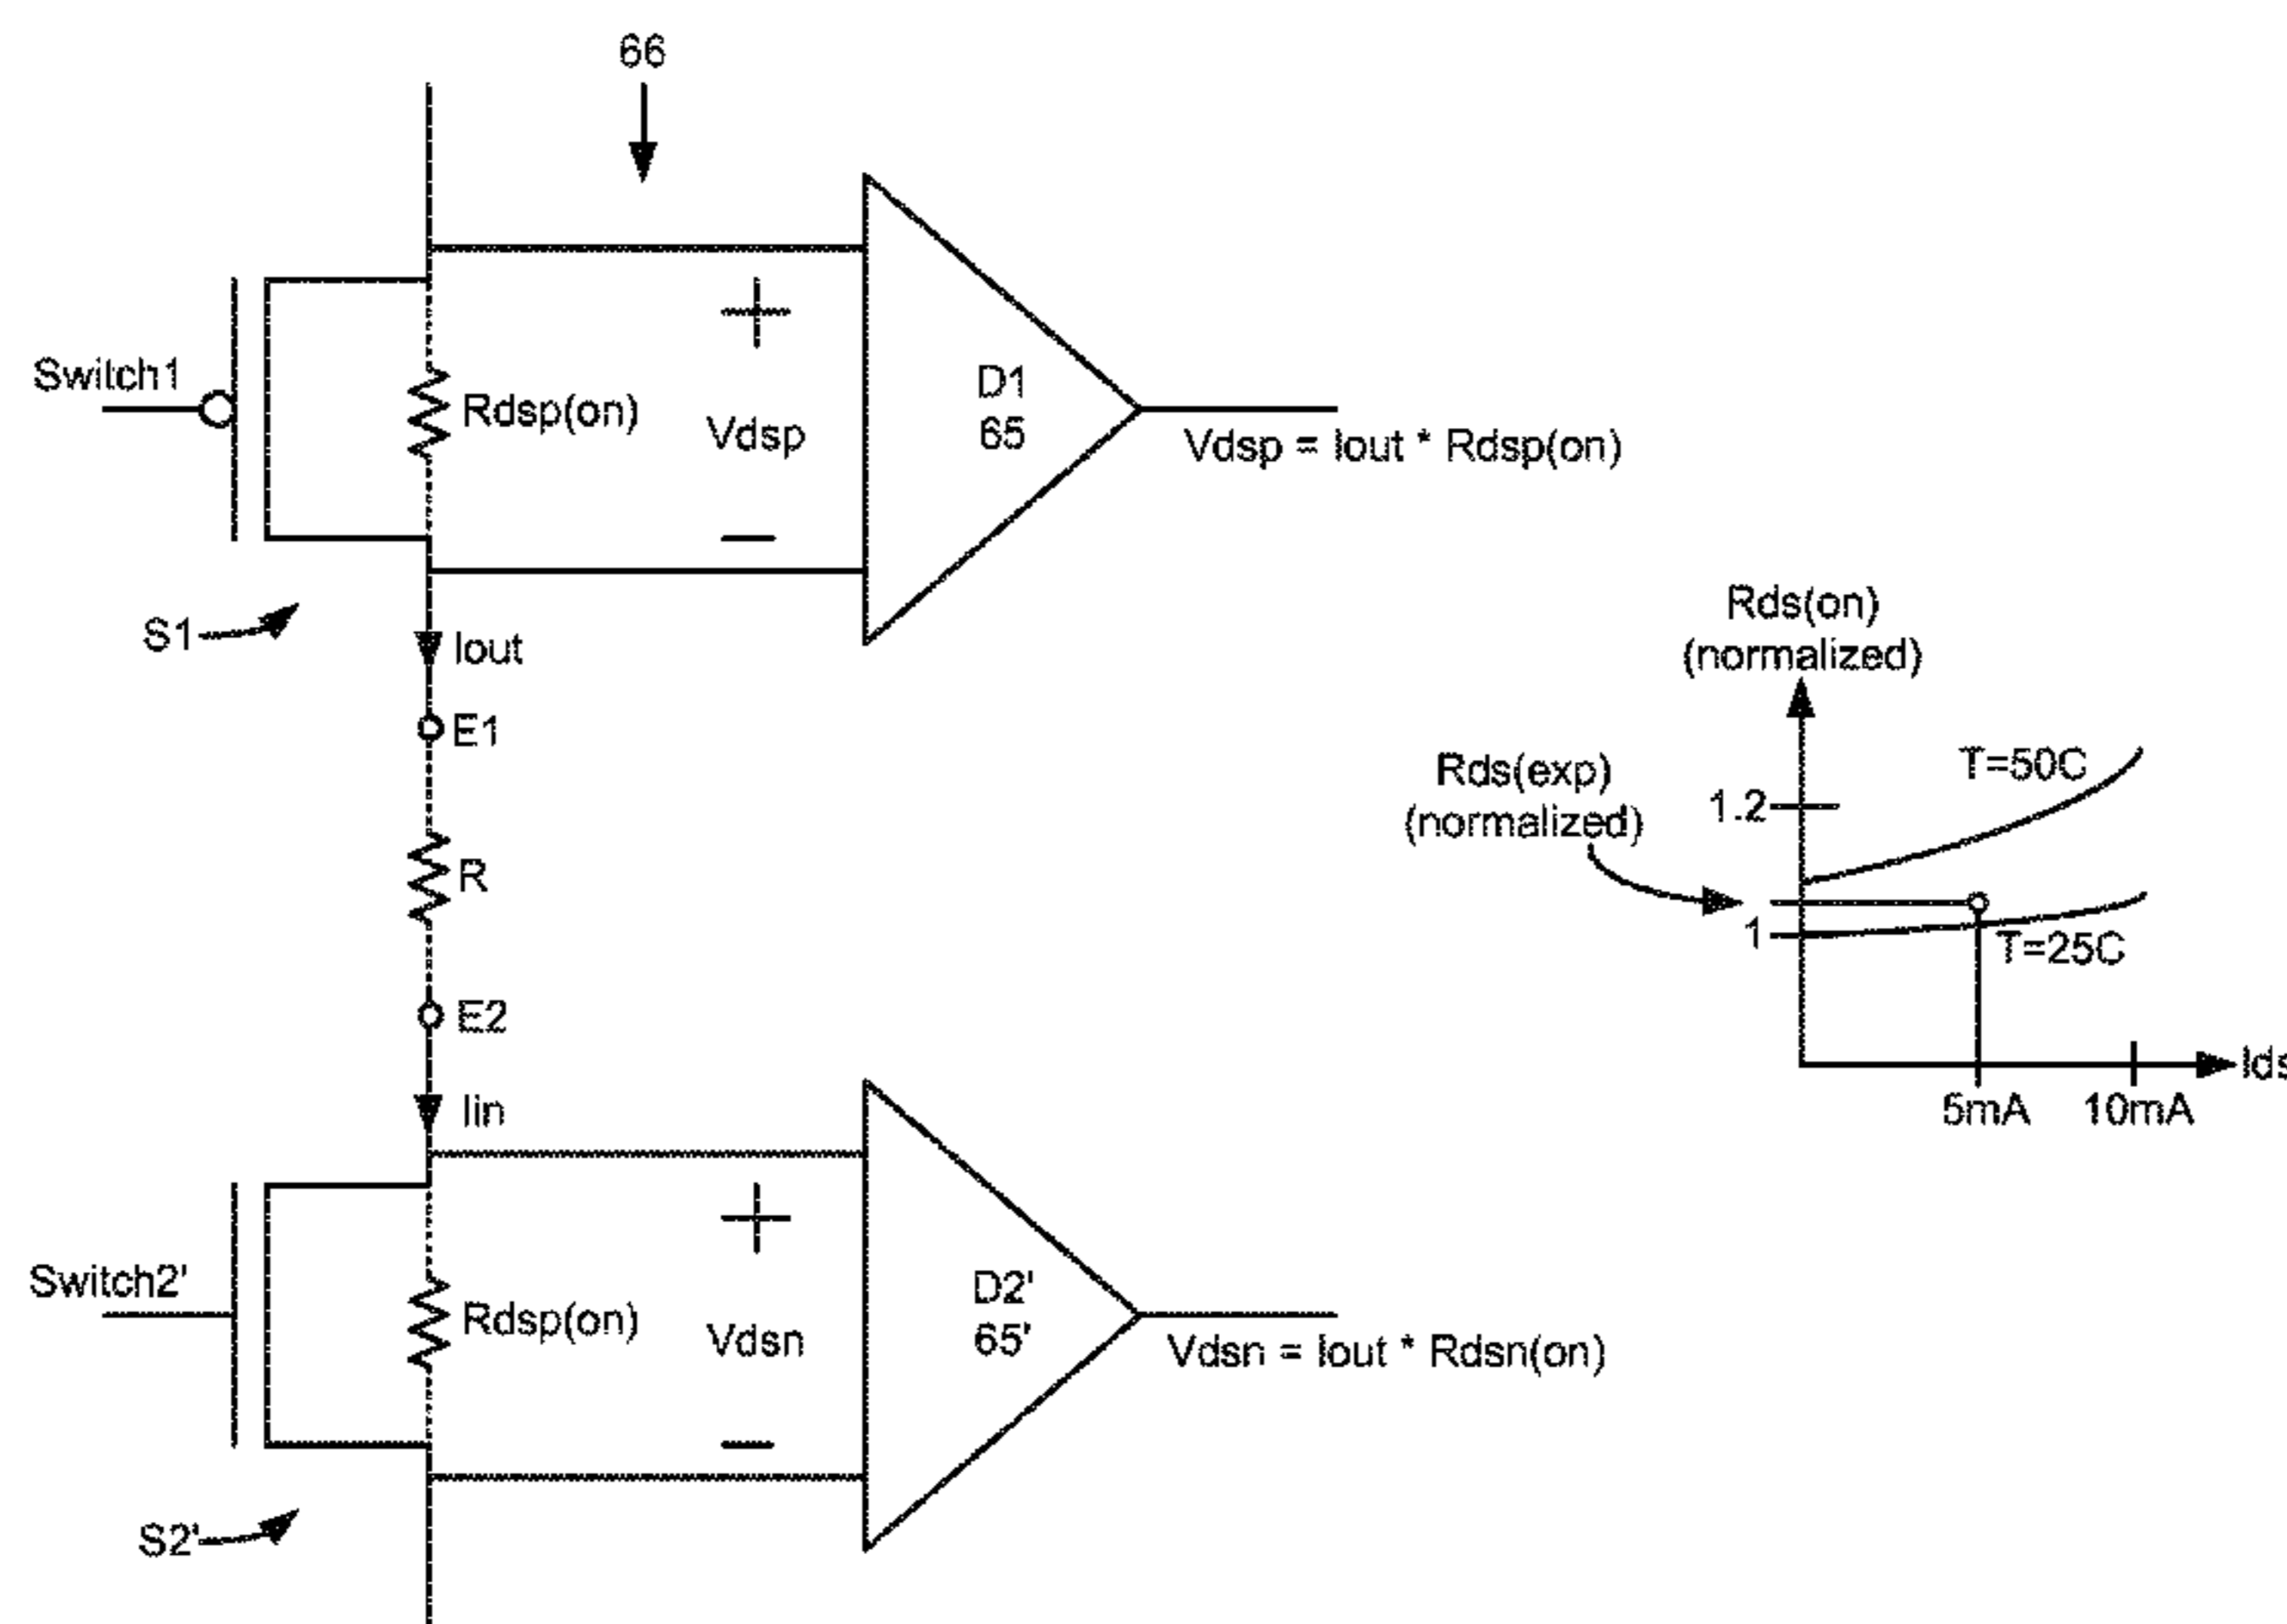 66
Switch1
Rdsp(on)
Vdsp
D1
65
Vdsp = Iout * Rdsp(on)
S1
Iout
E1
R
E2
Iin
Switch2'
Rdsp(on)
Vdsn
D2'
65'
Vdsn = Iout * Rdsn(on)
S2'
Rds(on)
(normalized)
Rds(exp)
(normalized)
T=50C
1.2
1
T=25C
Ids
5mA
10mA